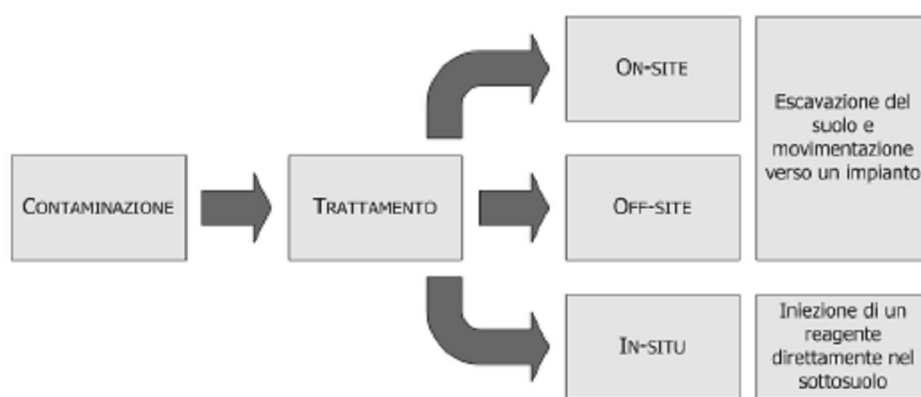 CONTAMINAZIONE
TRATTAMENTO
ON-SITE
OFF-SITE
IN-SITU
Escavazione del
suolo e
movimentazione
verso un impianto
Iniezione di un
reagente
direttamente nel
sottosuolo